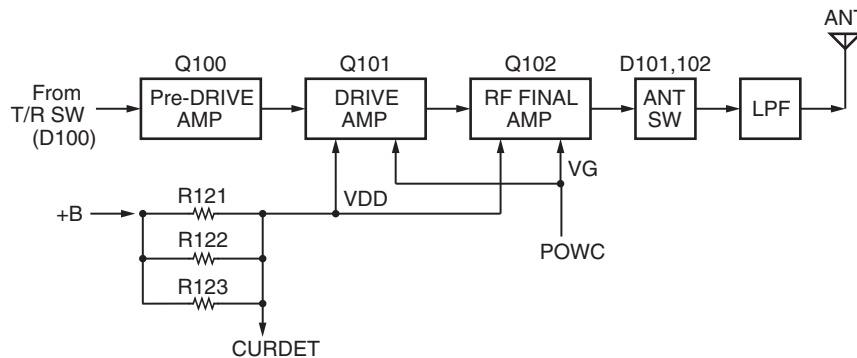 ANT
Q100
Q101
Q102
D101,102
From
T/R SW
(D100)
Pre-DRIVE
AMP
DRIVE
AMP
RF FINAL
AMP
ANT
SW
LPF
VG
+B
R121
VDD
R122
POWC
R123
CURDET